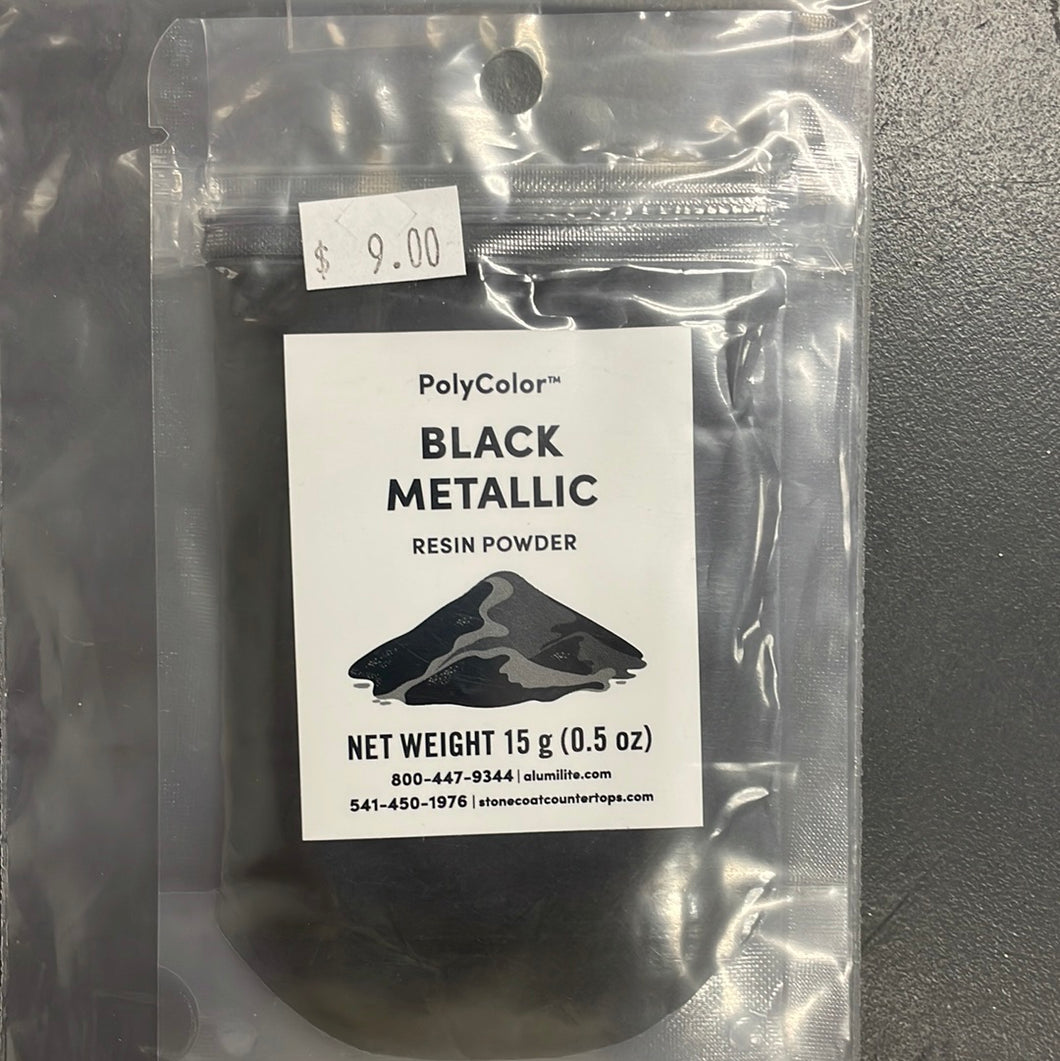 $ 9.00
PolyColor™
BLACK
METALLIC
RESIN POWDER
NET WEIGHT 15 g (0.5 oz)
800-447-9344 | alumilite.com
541-450-1976 | stonecoatcountertops.com